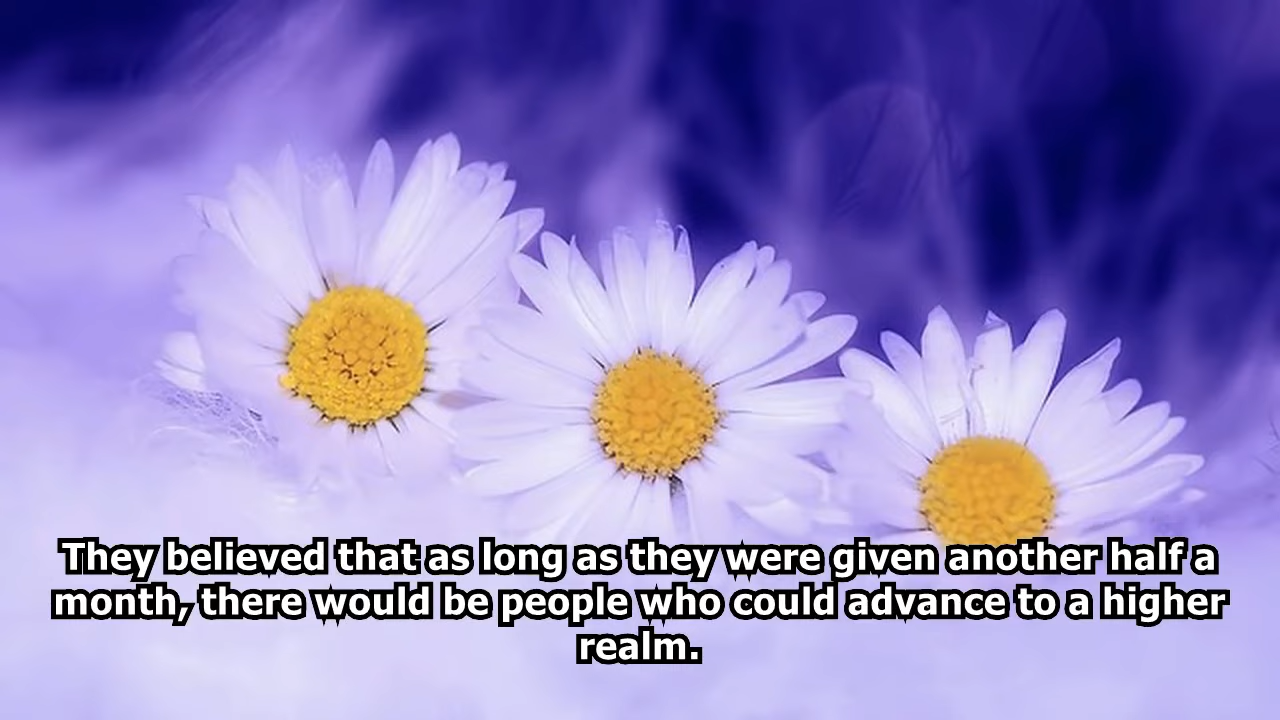 They believed that as long as they were given another half a
month, there would be people who could advance to a higher
realm.